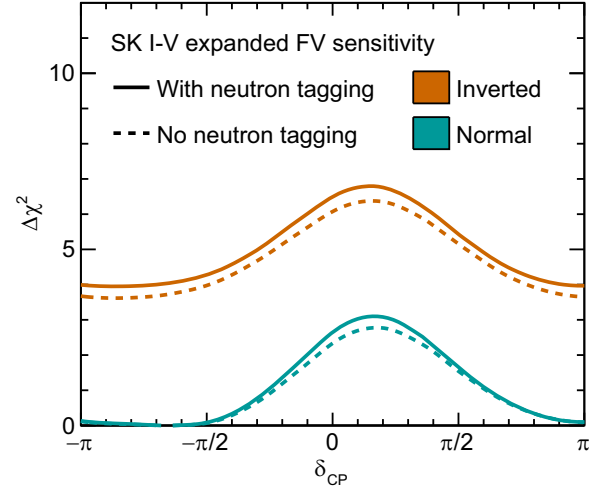 SK I-V expanded FV sensitivity
With neutron tagging
Inverted
No neutron tagging
Normal
10
5
0
Δχ²
−π
−π/2
0
π/2
π
δCP